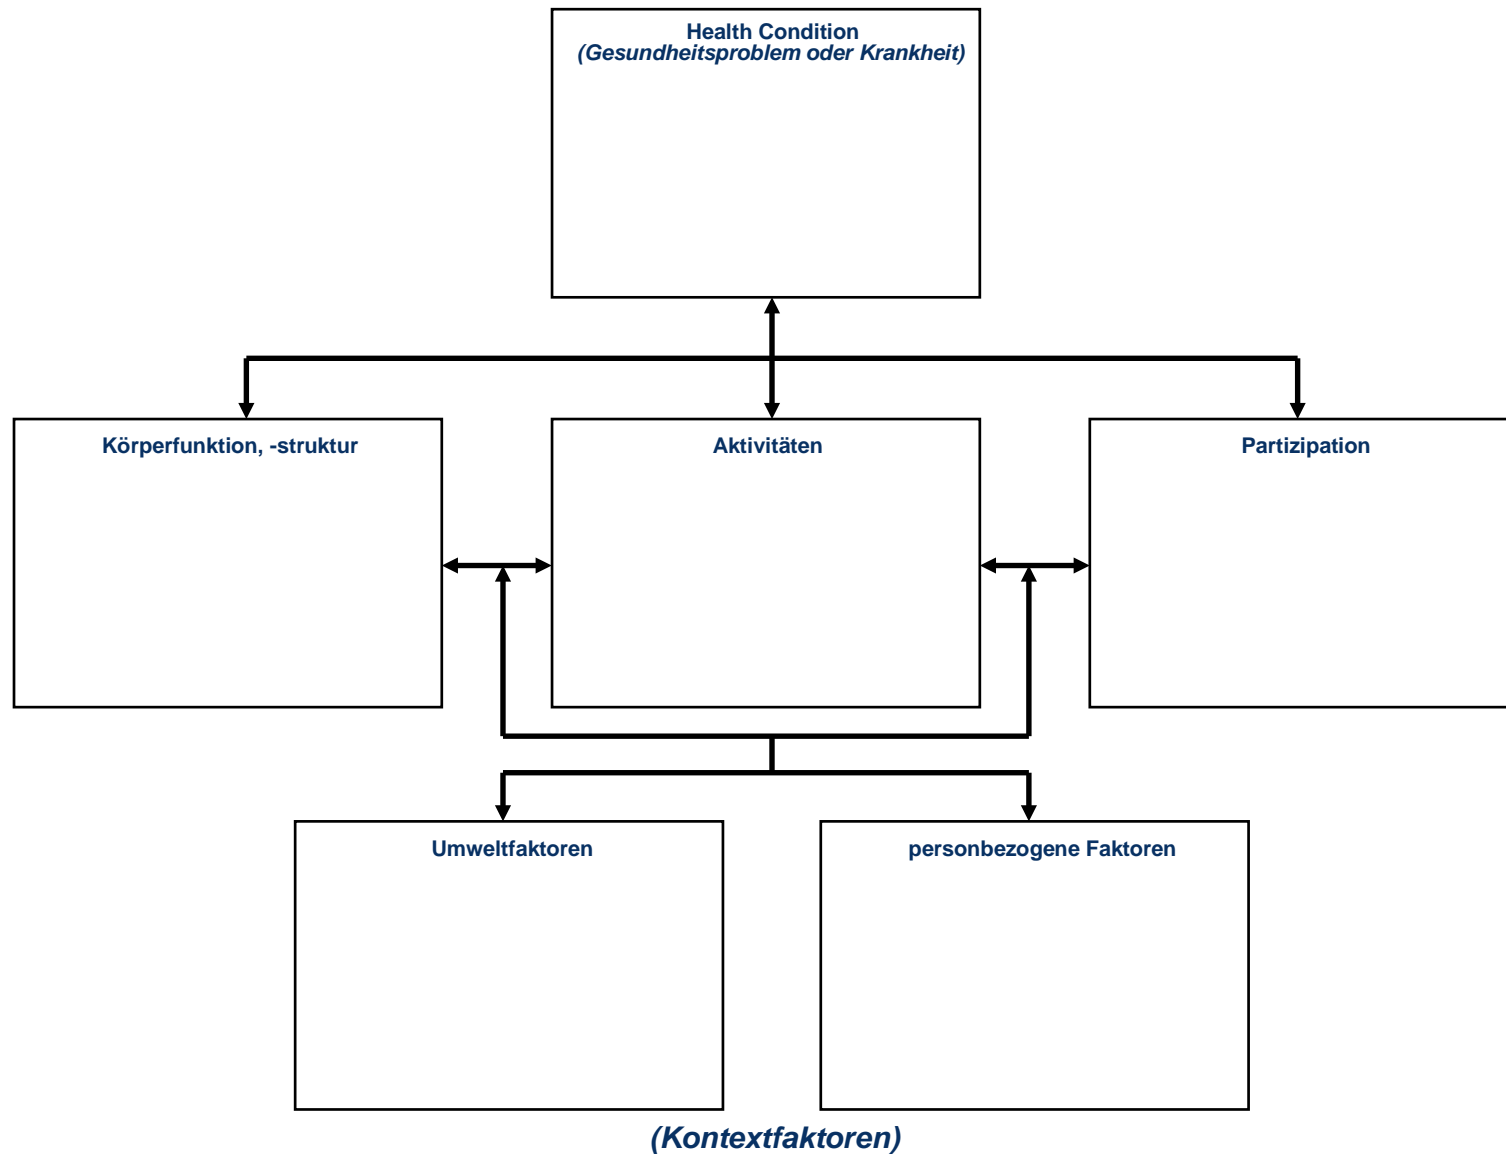 Health Condition
(Gesundheitsproblem oder Krankheit)
Körperfunktion, -struktur
Aktivitäten
Partizipation
Umweltfaktoren
personbezogene Faktoren
(Kontextfaktoren)